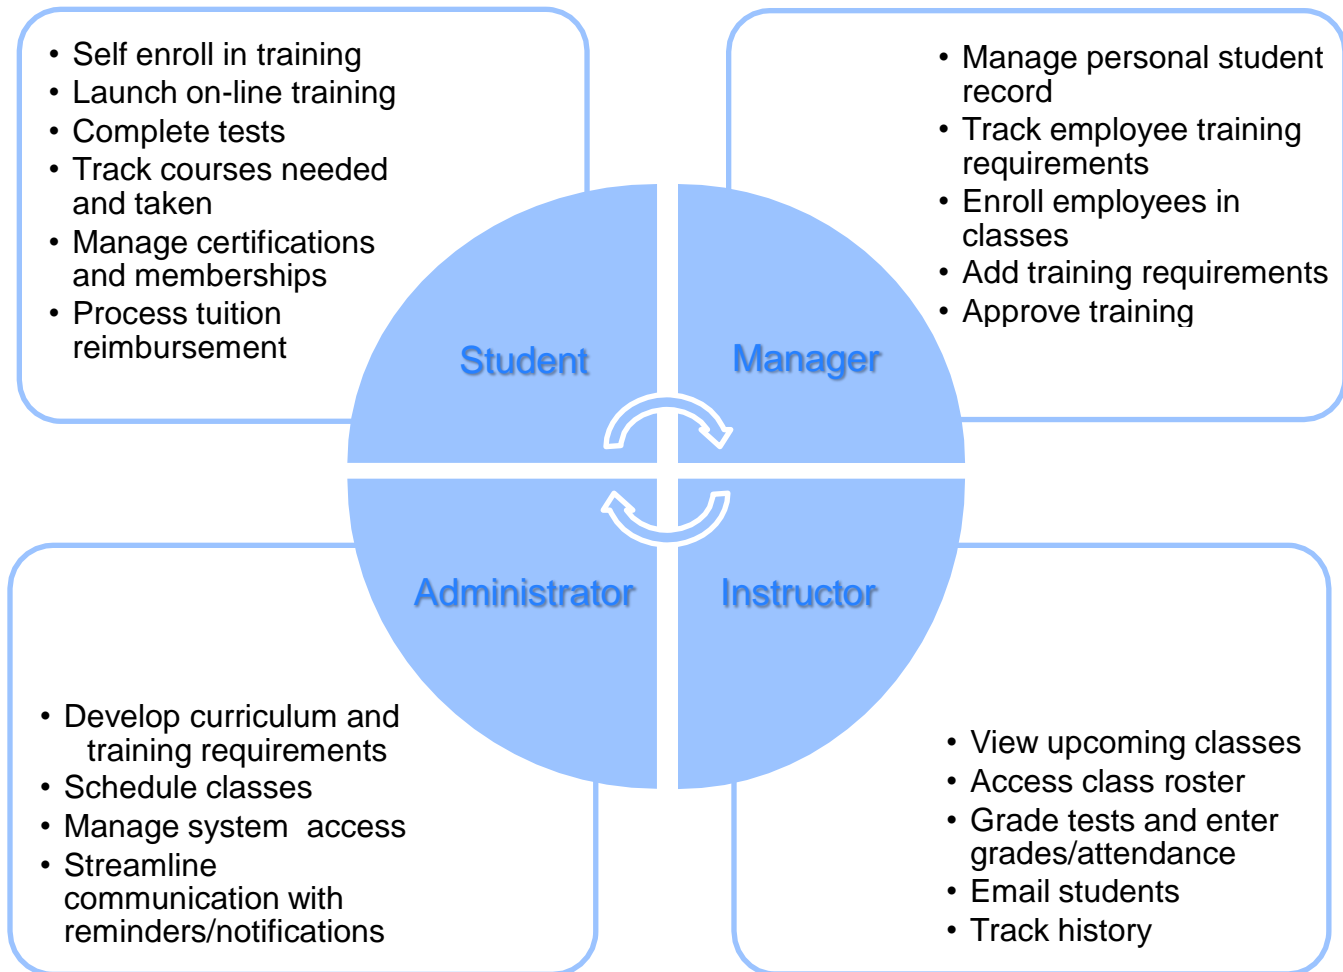 • Self enroll in training
• Launch on-line training
• Complete tests
• Track courses needed
and taken
• Manage certifications
and memberships
• Process tuition
reimbursement
• Manage personal student
record
• Track employee training
requirements
• Enroll employees in
classes
• Add training requirements
• Approve training
Student
Manager
Administrator
Instructor
• Develop curriculum and
training requirements
• Schedule classes
• Manage system access
• Streamline
communication with
reminders/notifications
• View upcoming classes
• Access class roster
• Grade tests and enter
grades/attendance
• Email students
• Track history